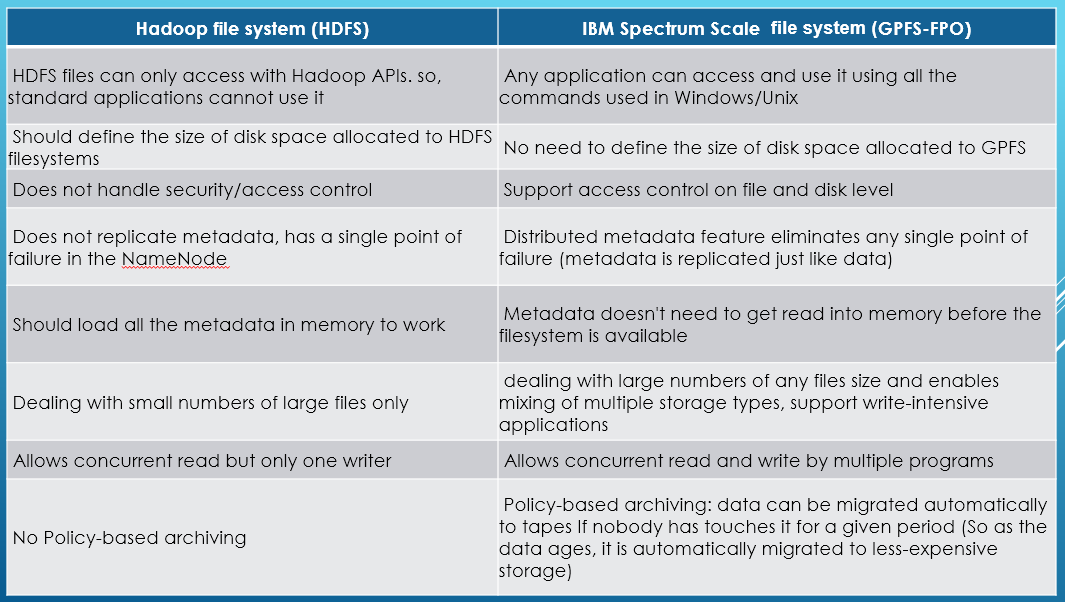 Hadoop file system (HDFS)
IBM Spectrum Scale file system (GPFS-FPO)
HDFS files can only access with Hadoop APIs. so,
standard applications cannot use it
Any application can access and use it using all the
commands used in Windows/Unix
Should define the size of disk space allocated to HDFS
filesystems
No need to define the size of disk space allocated to GPFS
Does not handle security/access control
Support access control on file and disk level
Does not replicate metadata, has a single point of
failure in the NameNode
Distributed metadata feature eliminates any single point of
failure (metadata is replicated just like data)
Should load all the metadata in memory to work
Metadata doesn't need to get read into memory before the
filesystem is available
Dealing with small numbers of large files only
dealing with large numbers of any files size and enables
mixing of multiple storage types, support write-intensive
applications
Allows concurrent read but only one writer
Allows concurrent read and write by multiple programs
No Policy-based archiving
Policy-based archiving: data can be migrated automatically
to tapes If nobody has touches it for a given period (So as the
data ages, it is automatically migrated to less-expensive
storage)